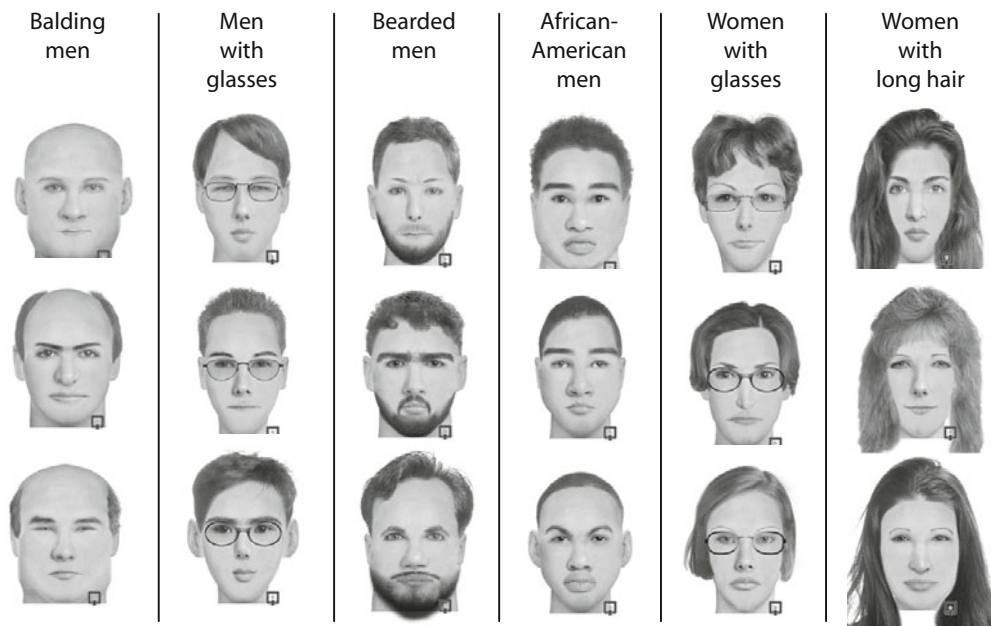 Balding
men
Men
with
glasses
Bearded
men
African-
American
men
Women
with
glasses
Women
with
long hair